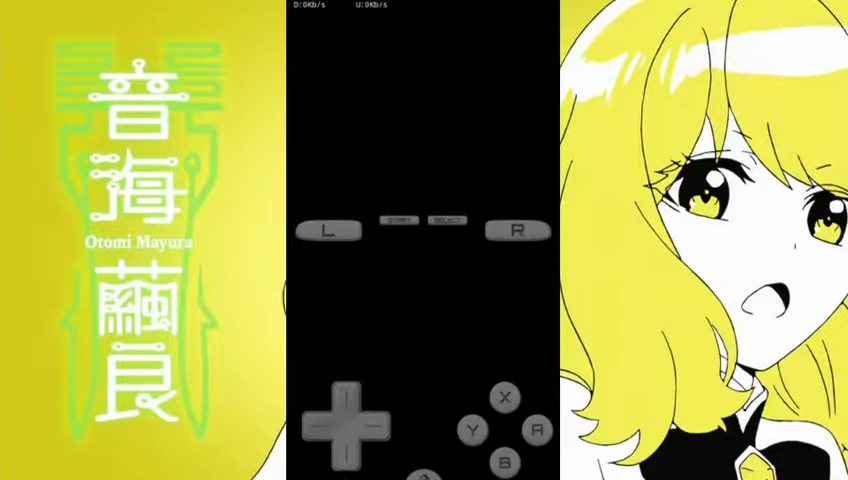 音海繭良
Otomi Mayura
D:0Kb/s U:0Kb/s
START SELECT
L R
X
Y A
B